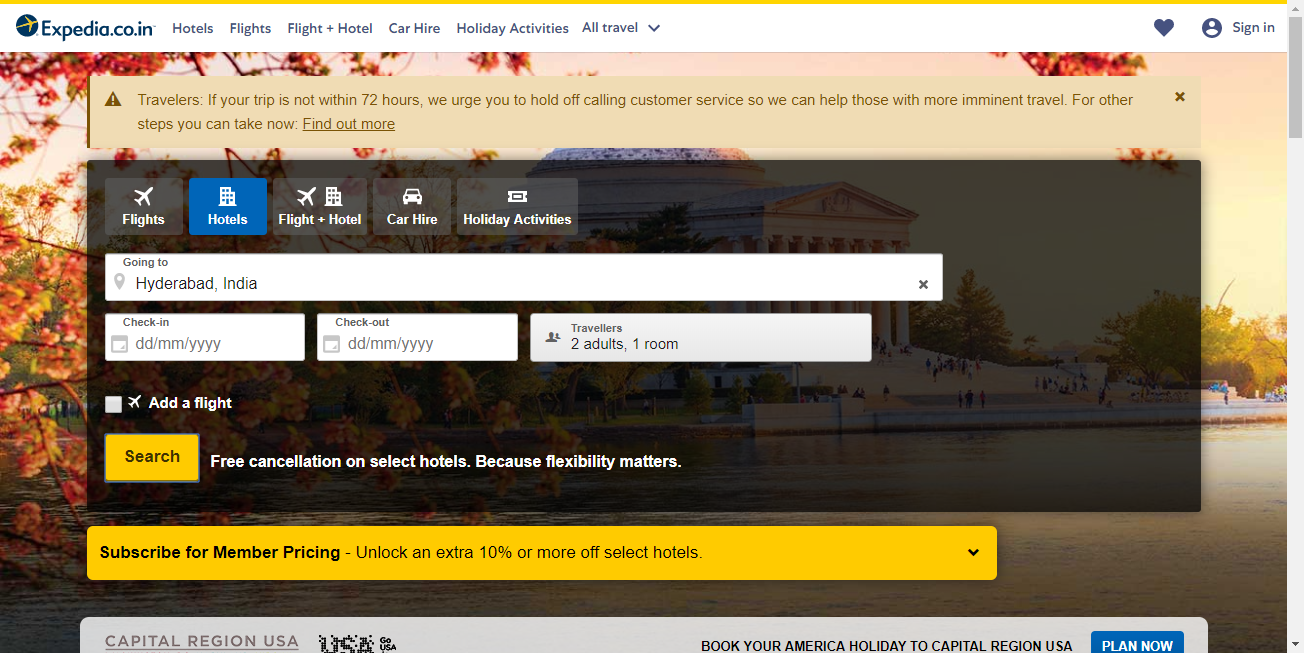 Expedia.co.in
Hotels
Flights
Flight + Hotel
Car Hire
Holiday Activities
All travel
Sign in
Travelers: If your trip is not within 72 hours, we urge you to hold off calling customer service so we can help those with more imminent travel. For other
steps you can take now: Find out more
Flights
Hotels
Flight + Hotel
Car Hire
Holiday Activities
Going to
Hyderabad, India
Check-in
dd/mm/yyyy
Check-out
dd/mm/yyyy
Travellers
2 adults, 1 room
Add a flight
Search
Free cancellation on select hotels. Because flexibility matters.
Subscribe for Member Pricing - Unlock an extra 10% or more off select hotels.
CAPITAL REGION USA
USA
Go
USA
BOOK YOUR AMERICA HOLIDAY TO CAPITAL REGION USA
PLAN NOW